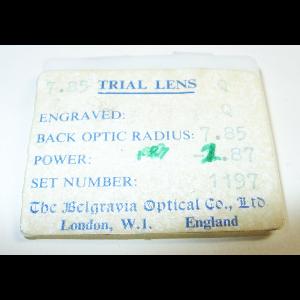 7.85 TRIAL LENS Q
ENGRAVED: Q
BACK OPTIC RADIUS: 7.85
POWER: .87
SET NUMBER: 1197
The Belgravia Optical Co., Ltd
London, W.1. England